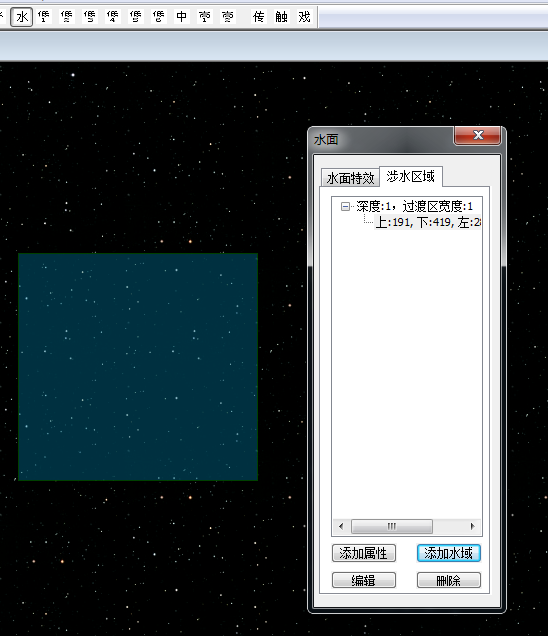 水 中 传 触 戏
水面
水面特效 涉水区域
深度:1, 过渡区宽度:1
上:191, 下:419, 左:2
添加属性 添加水域
编辑 删除